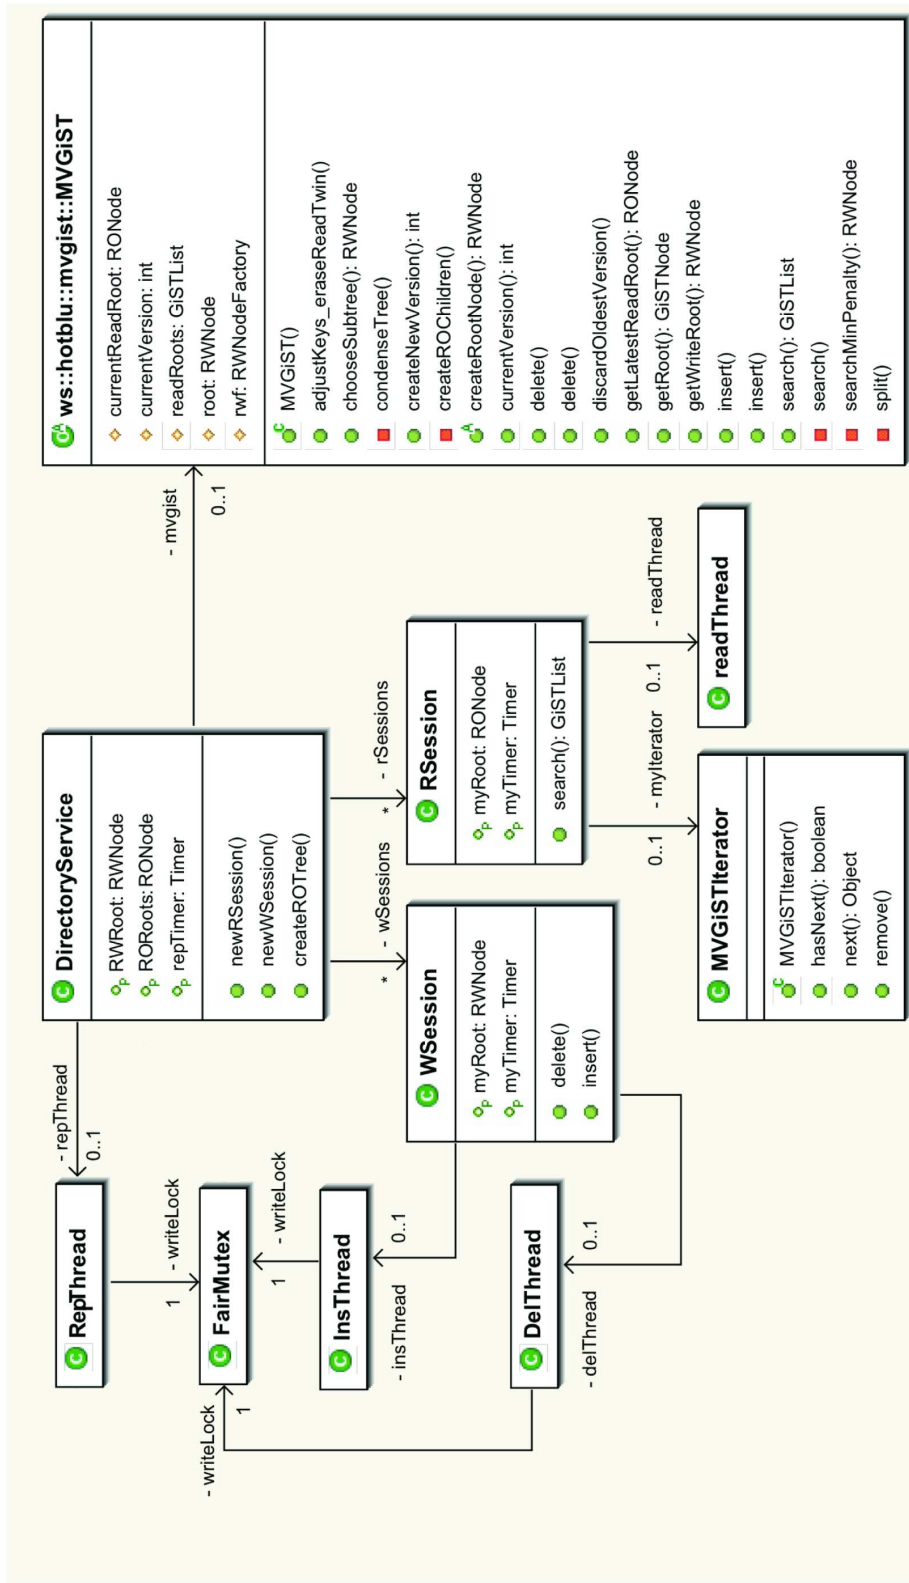 - repThread
0..1
RepThread
- writeLock
1
FairMutex
- writeLock
1
InsThread
- writeLock
1
DelThread
- insThread
0..1
- delThread
0..1
DirectoryService
RWRoot: RWNode
RORoots: RONode
repTimer: Timer
newRSession()
newWSession()
createROTree()
- wSessions
*
- rSessions
*
WSession
myRoot: RWNode
myTimer: Timer
delete()
insert()
RSession
myRoot: RONode
myTimer: Timer
search(): GiSTList
- myIterator
0..1
- readThread
0..1
MVGiSTIterator
MVGiSTIterator()
hasNext(): boolean
next(): Object
remove()
readThread
- mvgist
0..1
ws::hotblu::mvgist::MVGiST
currentReadRoot: RONode
currentVersion: int
readRoots: GiSTList
root: RWNode
rwf: RWNodeFactory
MVGiST()
adjustKeys_eraseReadTwin()
chooseSubtree(): RWNode
condenseTree()
createNewVersion(): int
createROChildren()
createRootNode(): RWNode
currentVersion(): int
delete()
delete()
discardOldestVersion()
getLatestReadRoot(): RONode
getRoot(): GiSTNode
getWriteRoot(): RWNode
insert()
insert()
search(): GiSTList
search()
searchMinPenalty(): RWNode
split()